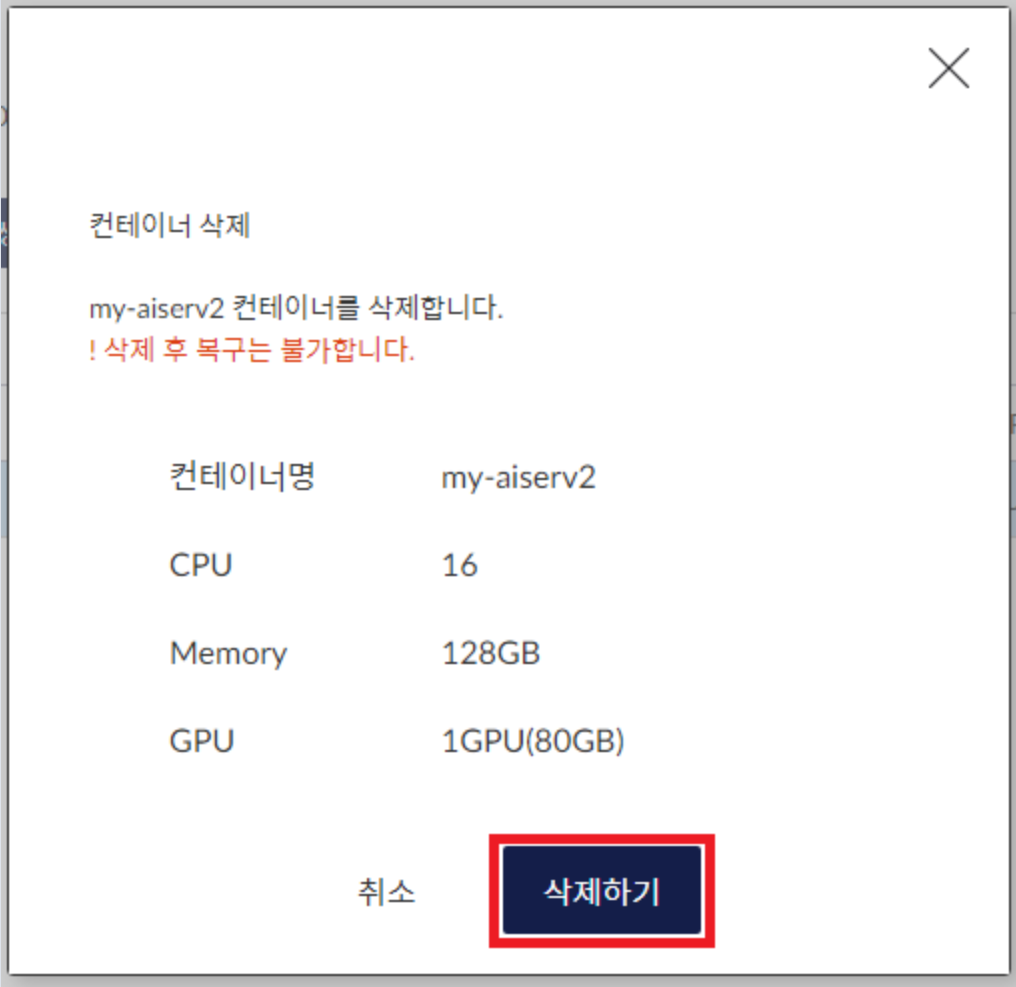 컨테이너 삭제
my-aiserv2 컨테이너를 삭제합니다.
! 삭제 후 복구는 불가합니다.
컨테이너명 my-aiserv2
CPU 16
Memory 128GB
GPU 1GPU(80GB)
취소 삭제하기